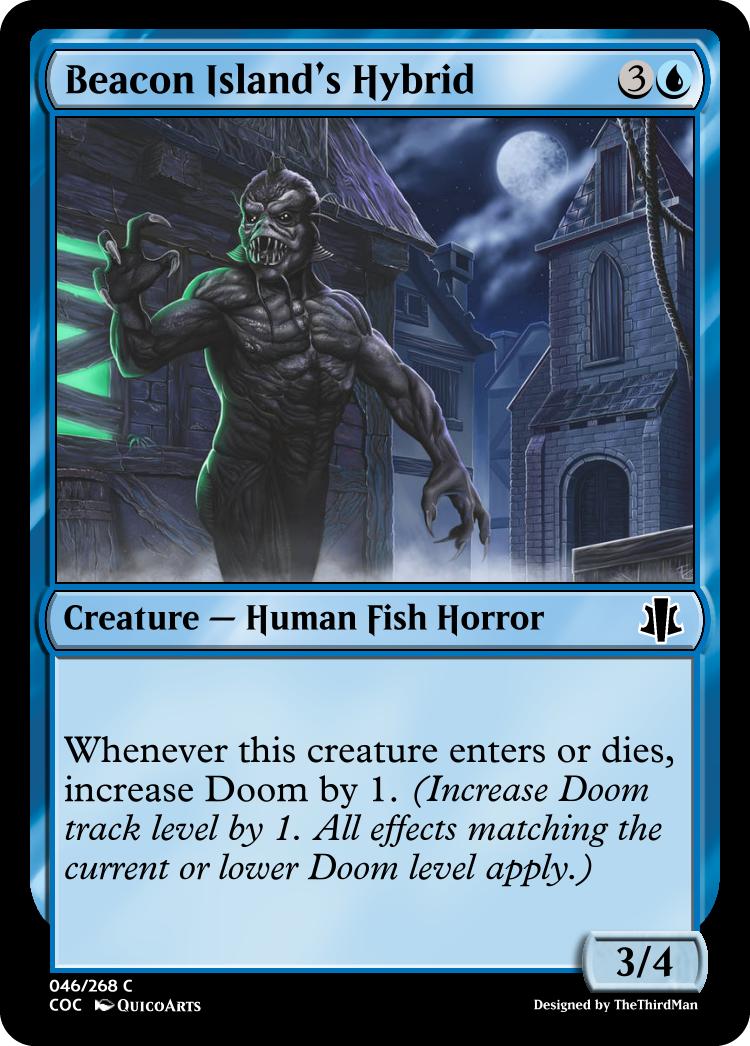 Beacon Island's Hybrid 3
Creature — Human Fish Horror
Whenever this creature enters or dies,
increase Doom by 1. (Increase Doom
track level by 1. All effects matching the
current or lower Doom level apply.)
3/4
046/268 C
COC QuicoArts
Designed by TheThirdMan